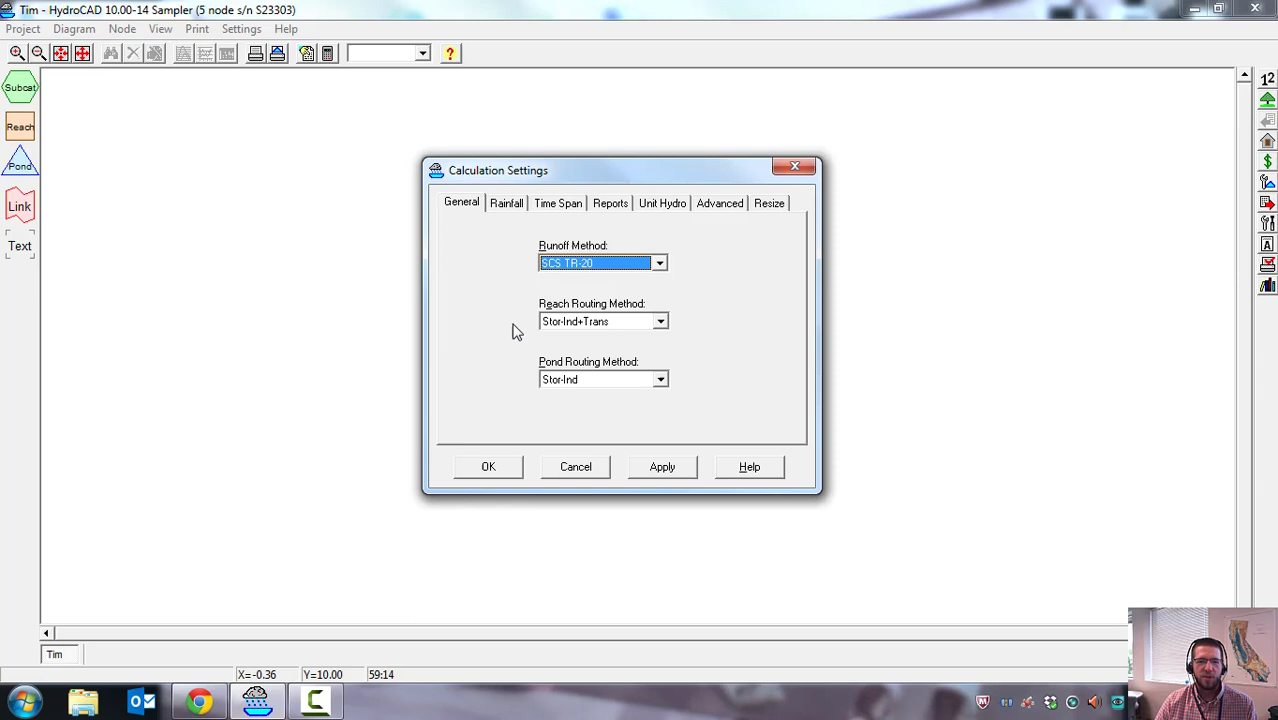 Tim - HydroCAD 10.00-14 Sampler (5 node s/n S23303)
Project Diagram Node View Print Settings Help
?
Subcat
Reach
Pond
Link
Text
12
$
A
Calculation Settings
General Rainfall Time Span Reports Unit Hydro Advanced Resize
Runoff Method:
SCS TR-20
Reach Routing Method:
Stor-Ind+Trans
Pond Routing Method:
Stor-Ind
OK Cancel Apply Help
Tim
X=-0.36 Y=10.00 59:14